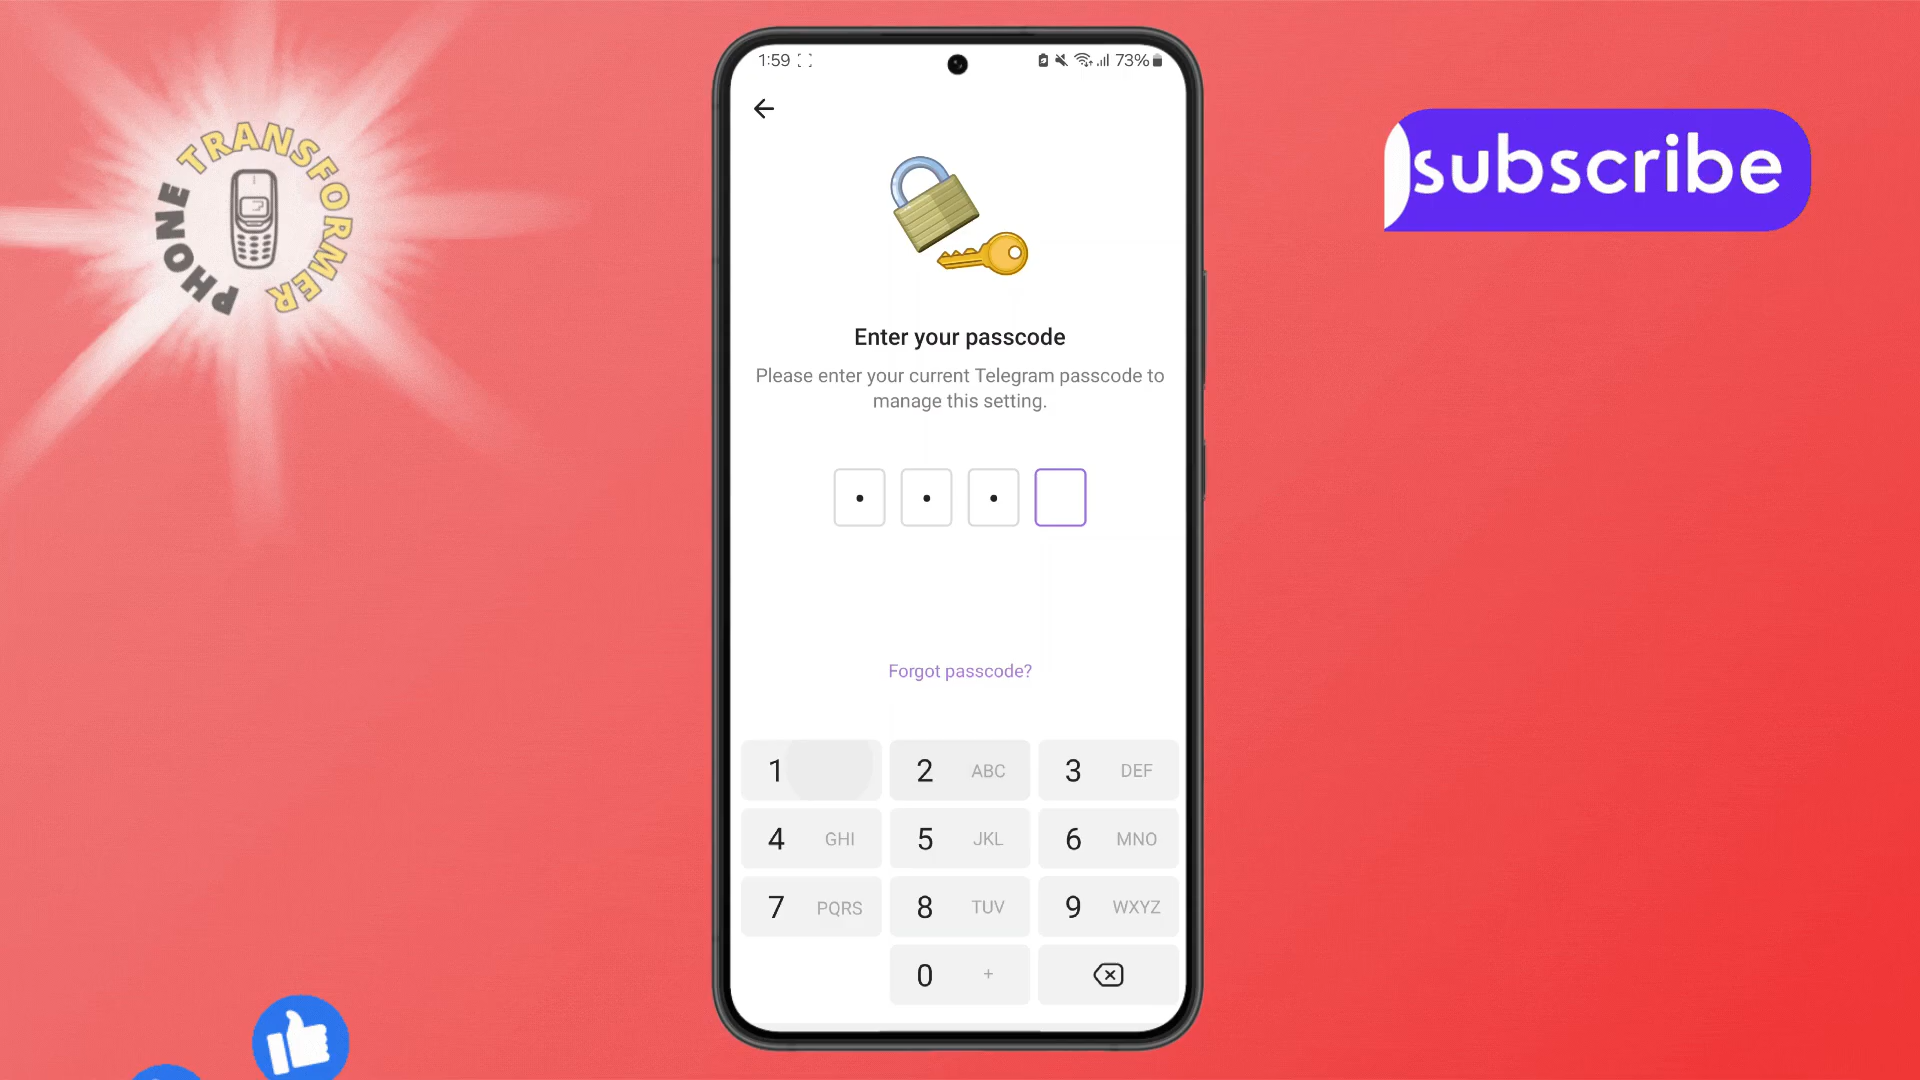 PHONE TRANSFORMER
subscribe
1:59
73%
Enter your passcode
Please enter your current Telegram passcode to
manage this setting.
Forgot passcode?
1
2 ABC
3 DEF
4 GHI
5 JKL
6 MNO
7 PQRS
8 TUV
9 WXYZ
0 +